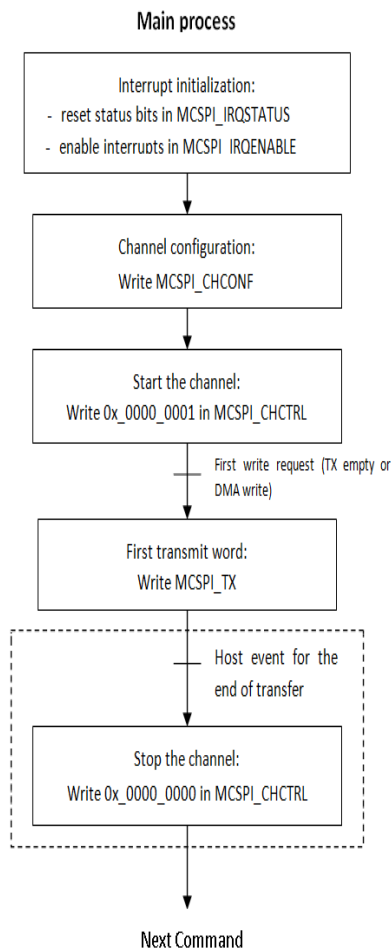 Main process
Interrupt initialization:
- reset status bits in MCSPI_IRQSTATUS
- enable interrupts in MCSPI_IRQENABLE
Channel configuration:
Write MCSPI_CHCONF
Start the channel:
Write 0x_0000_0001 in MCSPI_CHCTRL
First write request (TX empty or
DMA write)
First transmit word:
Write MCSPI_TX
Host event for the
end of transfer
Stop the channel:
Write 0x_0000_0000 in MCSPI_CHCTRL
Next Command